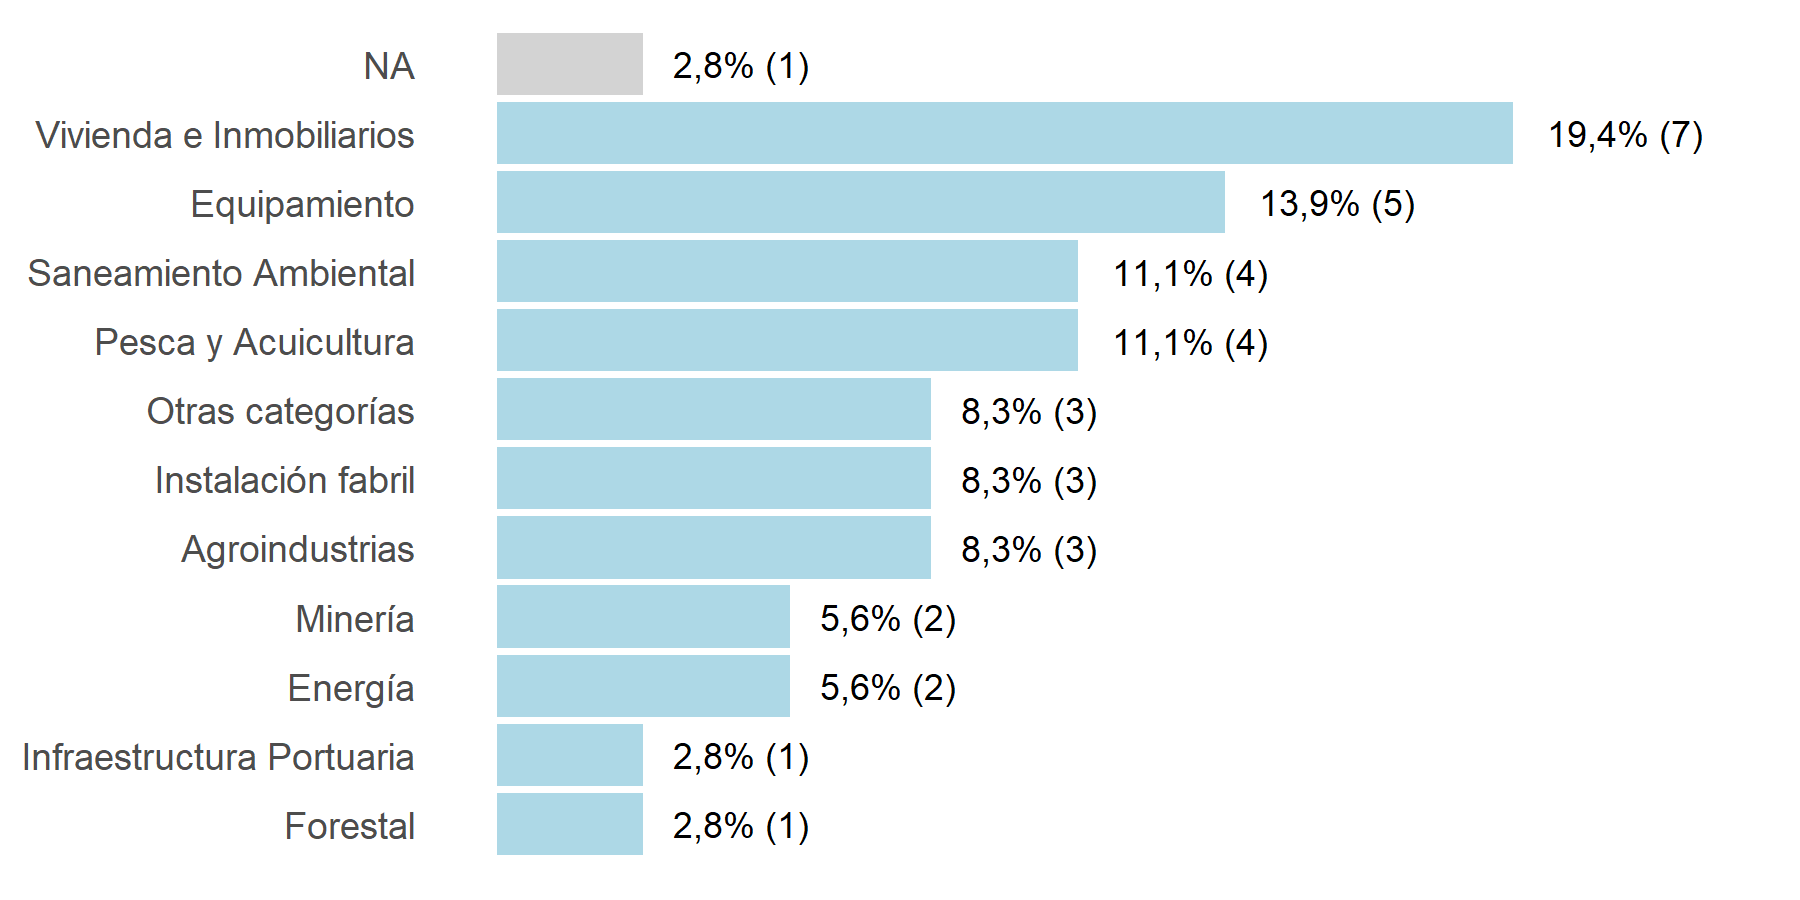 NA 2,8% (1)
Vivienda e Inmobiliarios 19,4% (7)
Equipamiento 13,9% (5)
Saneamiento Ambiental 11,1% (4)
Pesca y Acuicultura 11,1% (4)
Otras categorías 8,3% (3)
Instalación fabril 8,3% (3)
Agroindustrias 8,3% (3)
Minería 5,6% (2)
Energía 5,6% (2)
Infraestructura Portuaria 2,8% (1)
Forestal 2,8% (1)